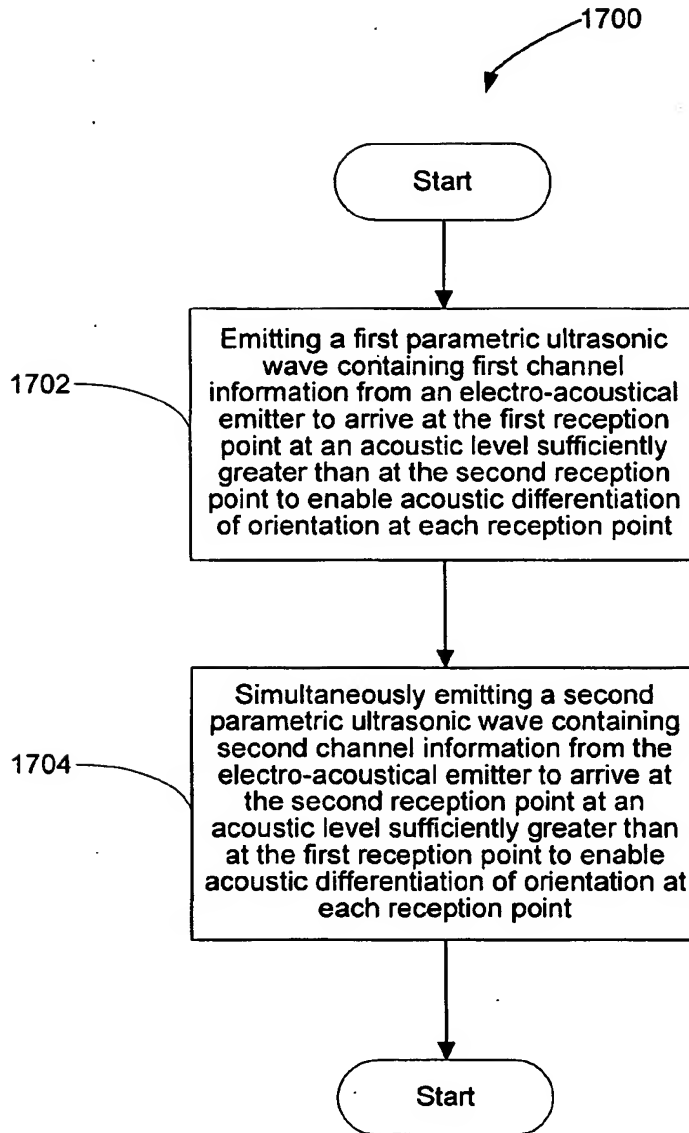 1700
Start
1702
Emitting a first parametric ultrasonic
wave containing first channel
information from an electro-acoustical
emitter to arrive at the first reception
point at an acoustic level sufficiently
greater than at the second reception
point to enable acoustic differentiation
of orientation at each reception point
1704
Simultaneously emitting a second
parametric ultrasonic wave containing
second channel information from the
electro-acoustical emitter to arrive at
the second reception point at an
acoustic level sufficiently greater than
at the first reception point to enable
acoustic differentiation of orientation at
each reception point
Start